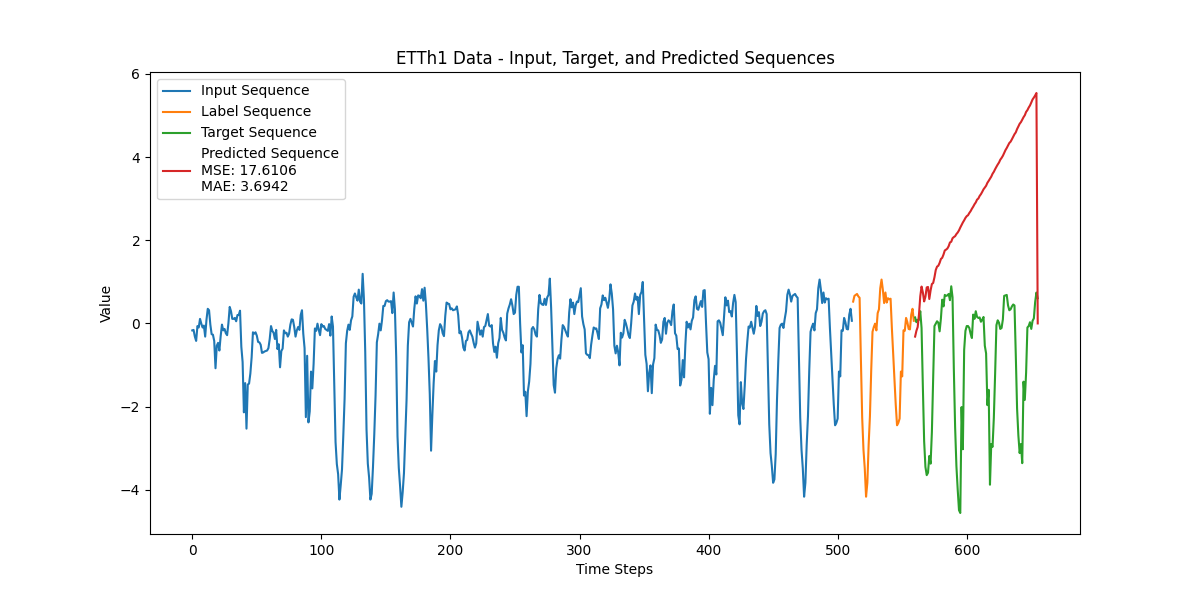 ETTh1 Data - Input, Target, and Predicted Sequences
Input Sequence
Label Sequence
Target Sequence
Predicted Sequence
MSE: 17.6106
MAE: 3.6942
6
4
2
0
−2
−4
Value
0 100 200 300 400 500 600
Time Steps